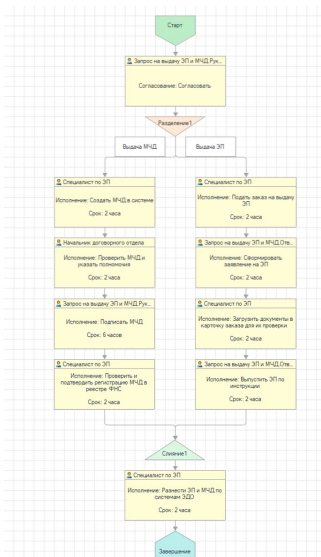 Старт
Запрос на выдачу ЭП и МЧД.Рук...
Согласование: Согласовать
Разделение1
Выдача МЧД
Выдача ЭП
Специалист по ЭП
Исполнение: Создать МЧД в системе
Срок: 2 часа
Специалист по ЭП
Исполнение: Подать заказ на выдачу
ЭП
Срок: 2 часа
Начальник договорного отдела
Исполнение: Проверить МЧД и
указать полномочия
Срок: 2 часа
Запрос на выдачу ЭП и МЧД.Отв...
Исполнение: Сформировать
заявление на ЭП
Срок: 2 часа
Запрос на выдачу ЭП и МЧД.Рук...
Исполнение: Подписать МЧД
Срок: 6 часов
Специалист по ЭП
Исполнение: Загрузить документы в
карточку заказа для их проверки
Срок: 2 часа
Специалист по ЭП
Исполнение: Проверить и
подтвердить регистрацию МЧД в
реестре ФНС
Срок: 2 часа
Запрос на выдачу ЭП и МЧД.Отв...
Исполнение: Выпустить ЭП по
инструкции
Срок: 2 часа
Слияние1
Специалист по ЭП
Исполнение: Разнести ЭП и МЧД по
системам ЭДО
Срок: 2 часа
Завершение